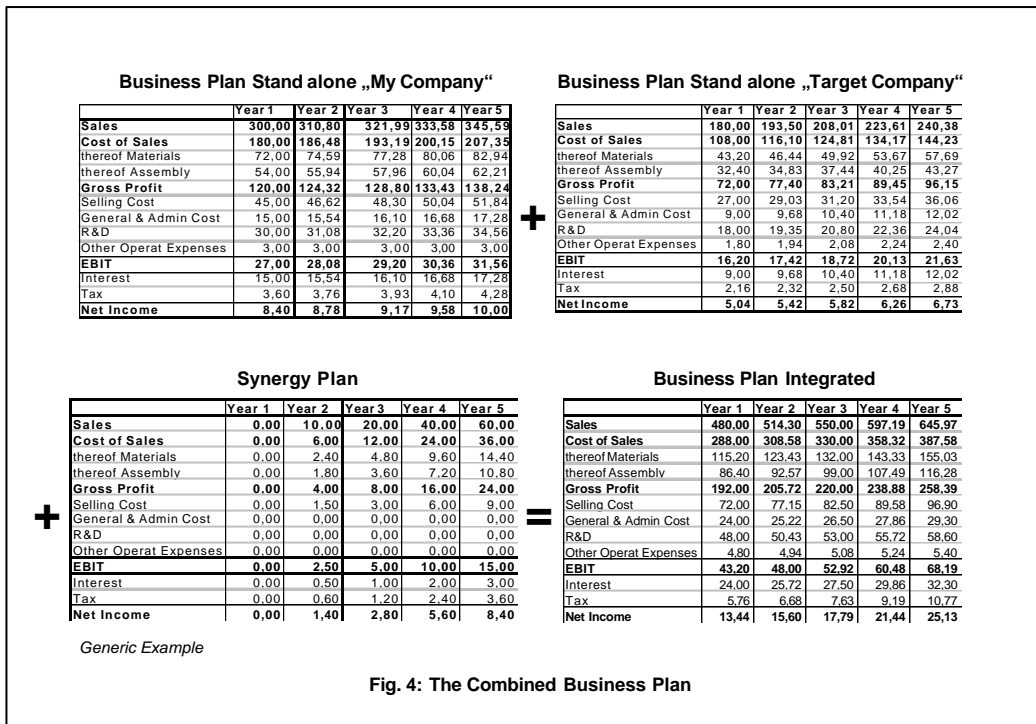 Business Plan Stand alone „My Company“
Year 1 Year 2 Year 3 Year 4 Year 5
Sales 300,00 310,80 321,99 333,58 345,59
Cost of Sales 180,00 186,48 193,19 200,15 207,35
thereof Materials 72,00 74,59 77,28 80,06 82,94
thereof Assembly 54,00 55,94 57,96 60,04 62,21
Gross Profit 120,00 124,32 128,80 133,43 138,24
Selling Cost 45,00 46,62 48,30 50,04 51,84
General & Admin Cost 15,00 15,54 16,10 16,68 17,28
R&D 30,00 31,08 32,20 33,36 34,56
Other Operat Expenses 3,00 3,00 3,00 3,00 3,00
EBIT 27,00 28,08 29,20 30,36 31,56
Interest 15,00 15,54 16,10 16,68 17,28
Tax 3,60 3,76 3,93 4,10 4,28
Net Income 8,40 8,78 9,17 9,58 10,00
+
Business Plan Stand alone „Target Company“
Year 1 Year 2 Year 3 Year 4 Year 5
Sales 180,00 193,50 208,01 223,61 240,38
Cost of Sales 108,00 116,10 124,81 134,17 144,23
thereof Materials 43,20 46,44 49,92 53,67 57,69
thereof Assembly 32,40 34,83 37,44 40,25 43,27
Gross Profit 72,00 77,40 83,21 89,45 96,15
Selling Cost 27,00 29,03 31,20 33,54 36,06
General & Admin Cost 9,00 9,68 10,40 11,18 12,02
R&D 18,00 19,35 20,80 22,36 24,04
Other Operat Expenses 1,80 1,94 2,08 2,24 2,40
EBIT 16,20 17,42 18,72 20,13 21,63
Interest 9,00 9,68 10,40 11,18 12,02
Tax 2,16 2,32 2,50 2,68 2,88
Net Income 5,04 5,42 5,82 6,26 6,73
+
Synergy Plan
Year 1 Year 2 Year 3 Year 4 Year 5
Sales 0.00 10.00 20.00 40.00 60.00
Cost of Sales 0,00 6,00 12,00 24,00 36,00
thereof Materials 0,00 2,40 4,80 9,60 14,40
thereof Assembly 0,00 1,80 3,60 7,20 10,80
Gross Profit 0,00 4,00 8,00 16,00 24,00
Selling Cost 0,00 1,50 3,00 6,00 9,00
General & Admin Cost 0,00 0,00 0,00 0,00 0,00
R&D 0,00 0,00 0,00 0,00 0,00
Other Operat Expenses 0,00 0,00 0,00 0,00 0,00
EBIT 0,00 2,50 5,00 10,00 15,00
Interest 0,00 0,50 1,00 2,00 3,00
Tax 0,00 0,60 1,20 2,40 3,60
Net Income 0,00 1,40 2,80 5,60 8,40
=
Business Plan Integrated
Year 1 Year 2 Year 3 Year 4 Year 5
Sales 480,00 514,30 550,00 597,19 645,97
Cost of Sales 288,00 308,58 330,00 358,32 387,58
thereof Materials 115,20 123,43 132,00 143,33 155,03
thereof Assembly 86,40 92,57 99,00 107,49 116,28
Gross Profit 192,00 205,72 220,00 238,88 258,39
Selling Cost 72,00 77,15 82,50 89,58 96,90
General & Admin Cost 24,00 25,22 26,50 27,86 29,30
R&D 48,00 50,43 53,00 55,72 58,60
Other Operat Expenses 4,80 4,94 5,08 5,24 5,40
EBIT 43,20 48,00 52,92 60,48 68,19
Interest 24,00 25,72 27,50 29,86 32,30
Tax 5,76 6,68 7,63 9,19 10,77
Net Income 13,44 15,60 17,79 21,44 25,13
Generic Example
Fig. 4: The Combined Business Plan